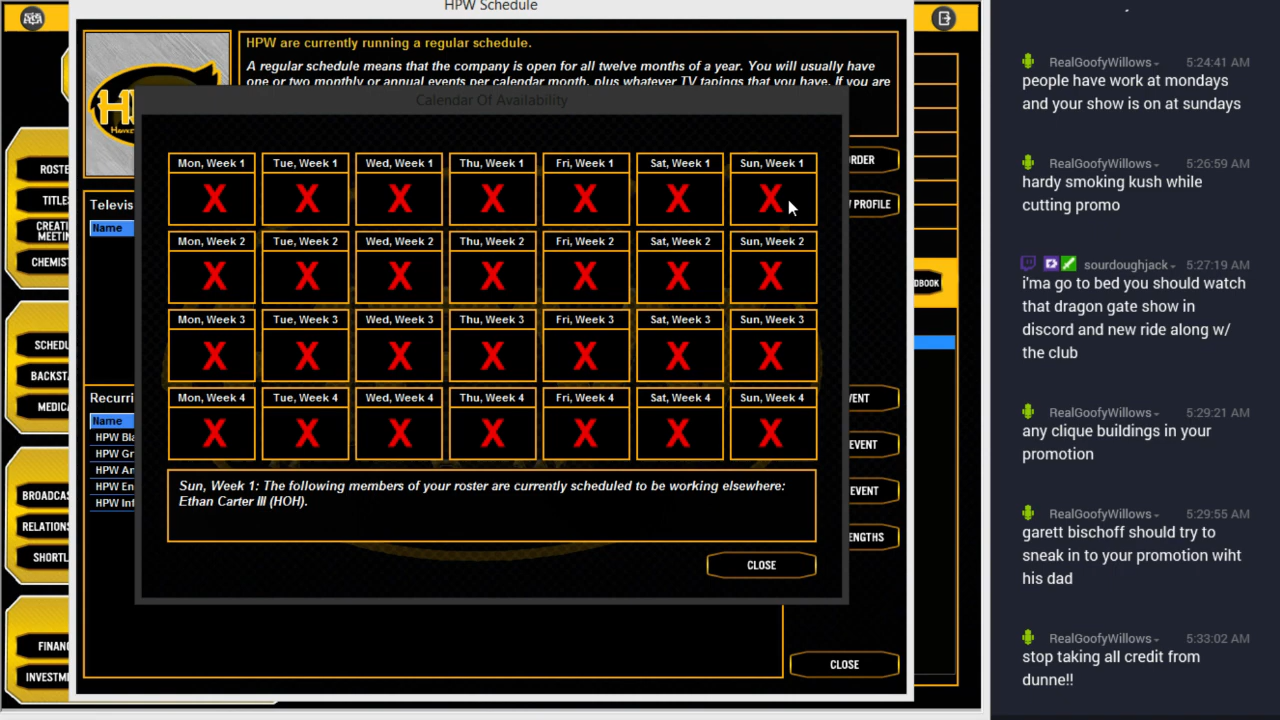 HPW Schedule
HPW are currently running a regular schedule.
A regular schedule means that the company is open for all twelve months of a year. You will usually have
one or two monthly or annual events per calendar month, plus whatever TV tapings that you have. If you are
Calendar Of Availability
Mon, Week 1 Tue, Week 1 Wed, Week 1 Thu, Week 1 Fri, Week 1 Sat, Week 1 Sun, Week 1
X X X X X X X
Mon, Week 2 Tue, Week 2 Wed, Week 2 Thu, Week 2 Fri, Week 2 Sat, Week 2 Sun, Week 2
X X X X X X X
Mon, Week 3 Tue, Week 3 Wed, Week 3 Thu, Week 3 Fri, Week 3 Sat, Week 3 Sun, Week 3
X X X X X X X
Mon, Week 4 Tue, Week 4 Wed, Week 4 Thu, Week 4 Fri, Week 4 Sat, Week 4 Sun, Week 4
X X X X X X X
Sun, Week 1: The following members of your roster are currently scheduled to be working elsewhere:
Ethan Carter III (HOH).
CLOSE
CLOSE
ROSTE
TITLE
CREATI
MEETIN
CHEMIS
SCHEDU
BACKSTA
MEDICA
BROADCAS
RELATION
SHORTL
FINAN
INVESTM
Televis
Name
Recurri
Name
HPW Bla
HPW Gr
HPW An
HPW En
HPW Inf
ORDER
PROFILE
VENT
EVENT
EVENT
ENGTHS
DBOOK
RealGoofyWillows 5:24:41 AM
people have work at mondays
and your show is on at sundays
RealGoofyWillows 5:26:59 AM
hardy smoking kush while
cutting promo
sourdoughjack 5:27:19 AM
i'ma go to bed you should watch
that dragon gate show in
discord and new ride along w/
the club
RealGoofyWillows 5:29:21 AM
any clique buildings in your
promotion
RealGoofyWillows 5:29:55 AM
garett bischoff should try to
sneak in to your promotion wiht
his dad
RealGoofyWillows 5:33:02 AM
stop taking all credit from
dunne!!